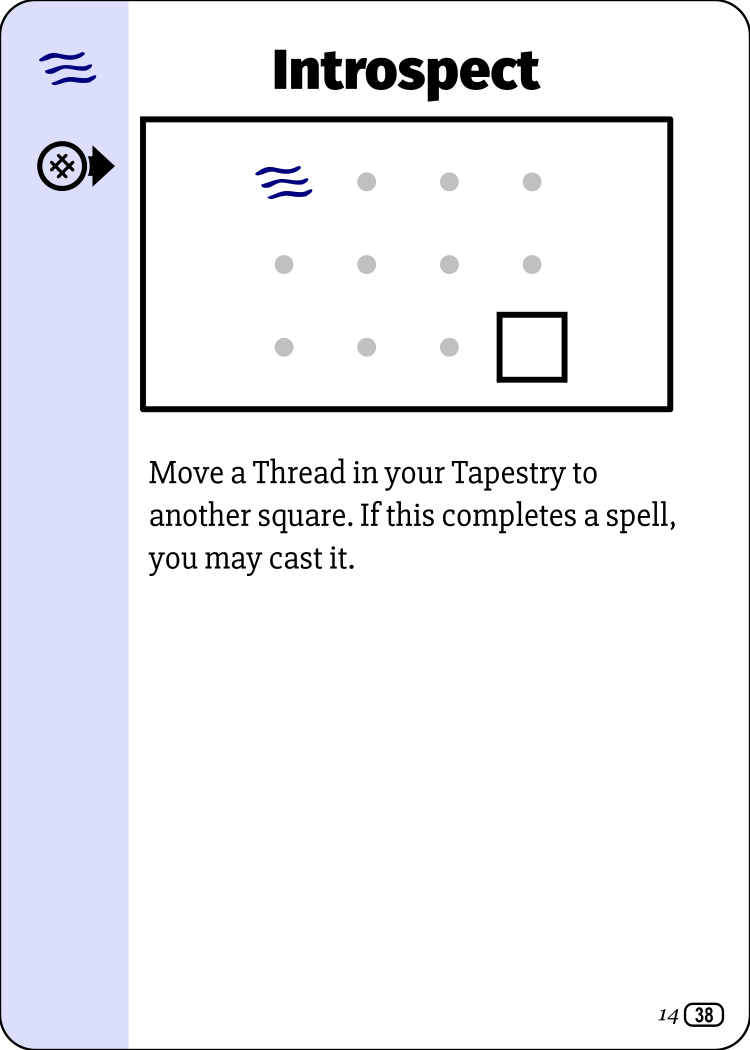 Introspect
Move a Thread in your Tapestry to
another square. If this completes a spell,
you may cast it.
14 38